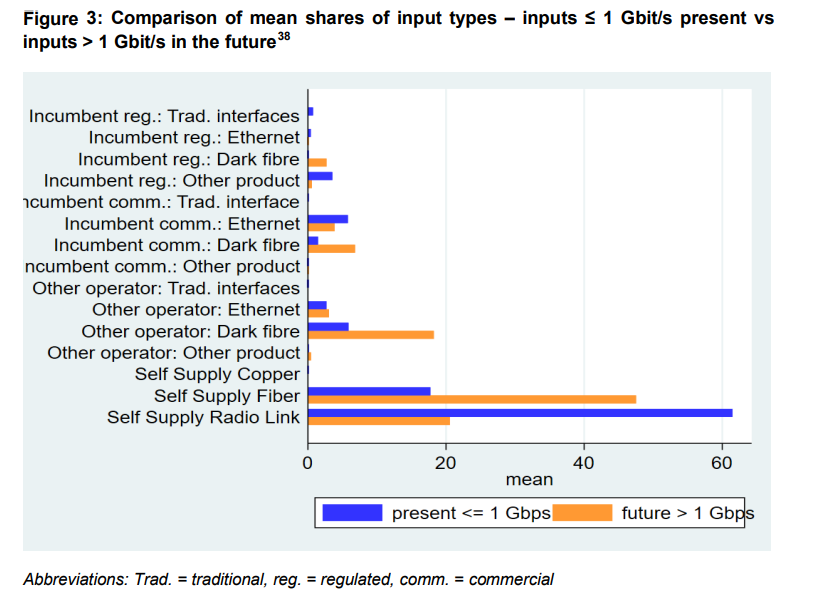 Figure 3: Comparison of mean shares of input types – inputs ≤ 1 Gbit/s present vs
inputs > 1 Gbit/s in the future38
Incumbent reg.: Trad. interfaces
Incumbent reg.: Ethernet
Incumbent reg.: Dark fibre
Incumbent reg.: Other product
ncumbent comm.: Trad. interface
Incumbent comm.: Ethernet
Incumbent comm.: Dark fibre
ncumbent comm.: Other product
Other operator: Trad. interfaces
Other operator: Ethernet
Other operator: Dark fibre
Other operator: Other product
Self Supply Copper
Self Supply Fiber
Self Supply Radio Link
0 20 40 60
mean
present <= 1 Gbps future > 1 Gbps
Abbreviations: Trad. = traditional, reg. = regulated, comm. = commercial